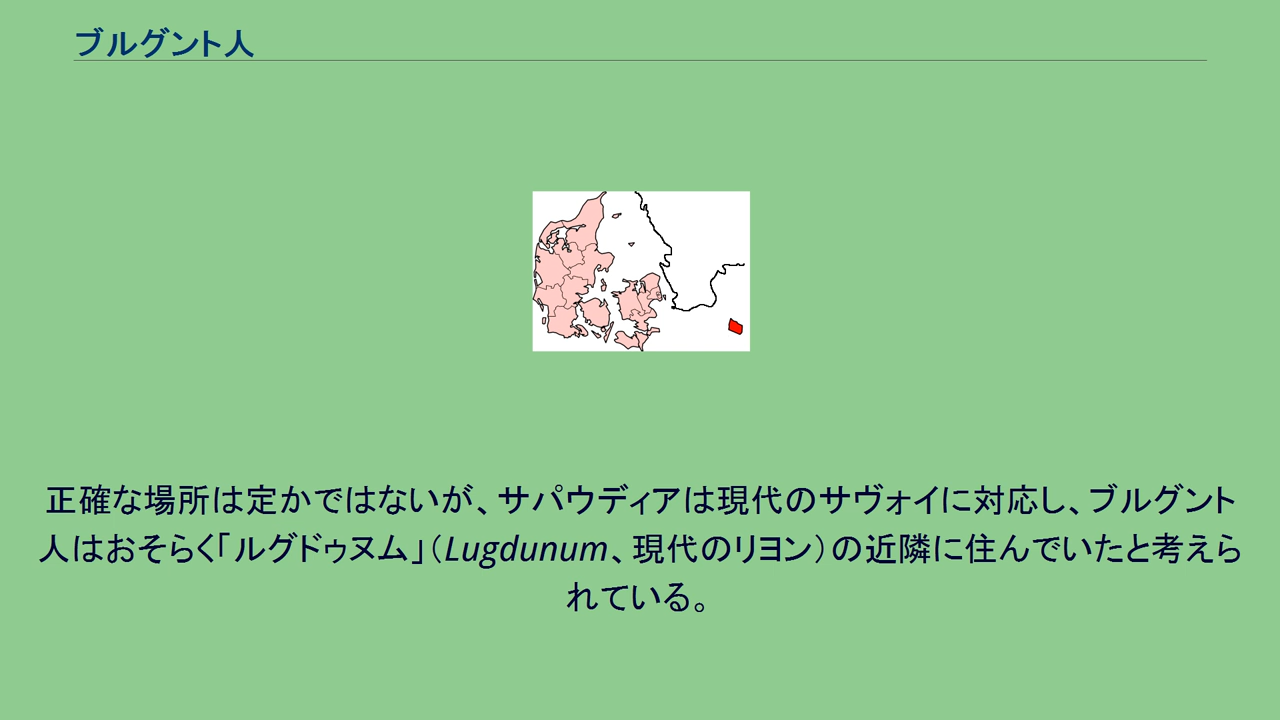 ブルグント人
正確な場所は定かではないが、サパウディアは現代のサヴォイに対応し、ブルグント
人はおそらく「ルグドゥヌム」（Lugdunum、現代のリヨン）の近隣に住んでいたと考えら
れている。